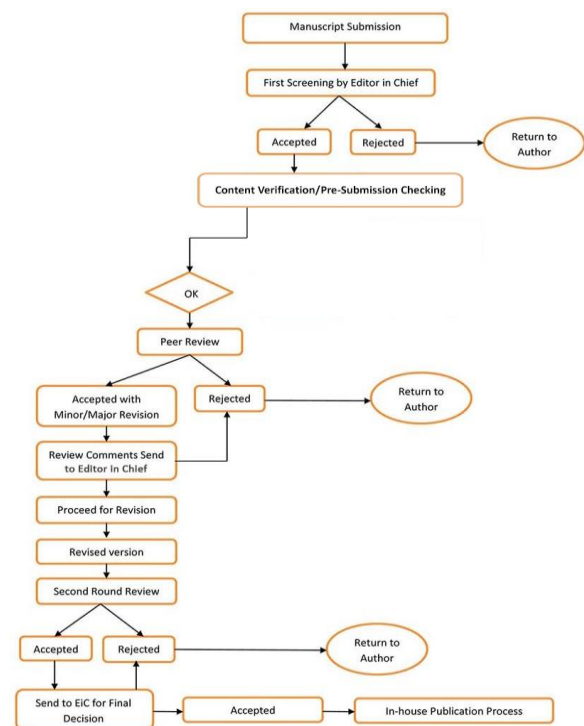 Manuscript Submission
First Screening by Editor in Chief
Accepted
Rejected
Return to
Author
Content Verification/Pre-Submission Checking
OK
Peer Review
Accepted with
Minor/Major Revision
Rejected
Return to
Author
Review Comments Send
to Editor in Chief
Proceed for Revision
Revised version
Second Round Review
Accepted
Rejected
Return to
Author
Send to EiC for Final
Decision
Accepted
In-house Publication Process